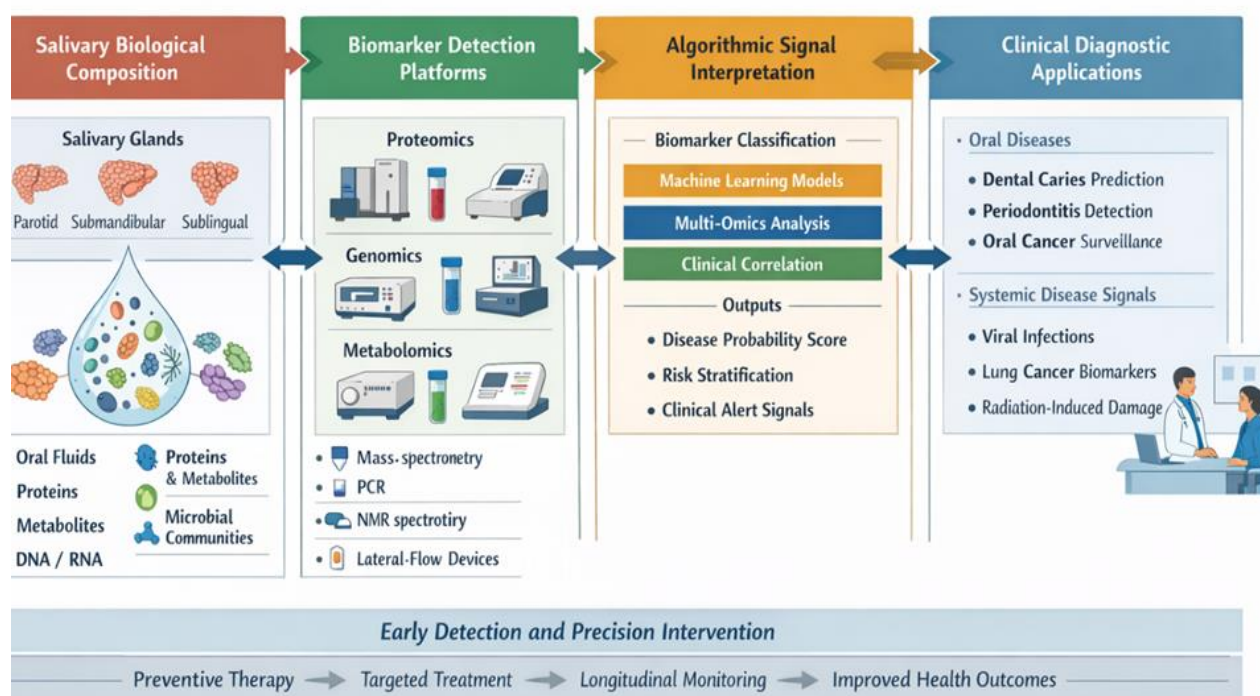 Salivary Biological
Composition
Biomarker Detection
Platforms
Algorithmic Signal
Interpretation
Clinical Diagnostic
Applications
Salivary Glands
Parotid
Submandibular
Sublingual
Oral Fluids
Proteins
Metabolites
DNA / RNA
Proteins
& Metabolites
Microbial
Communities
Proteomics
Genomics
Metabolomics
• Mass-spectrometry
• PCR
• NMR spectrotiry
• Lateral-Flow Devices
Biomarker Classification
Machine Learning Models
Multi-Omics Analysis
Clinical Correlation
Outputs
• Disease Probability Score
• Risk Stratification
• Clinical Alert Signals
· Oral Diseases
• Dental Caries Prediction
• Periodontitis Detection
• Oral Cancer Surveillance
· Systemic Disease Signals
• Viral Infections
• Lung Cancer Biomarkers
• Radiation-Induced Damage
Early Detection and Precision Intervention
Preventive Therapy → Targeted Treatment → Longitudinal Monitoring → Improved Health Outcomes